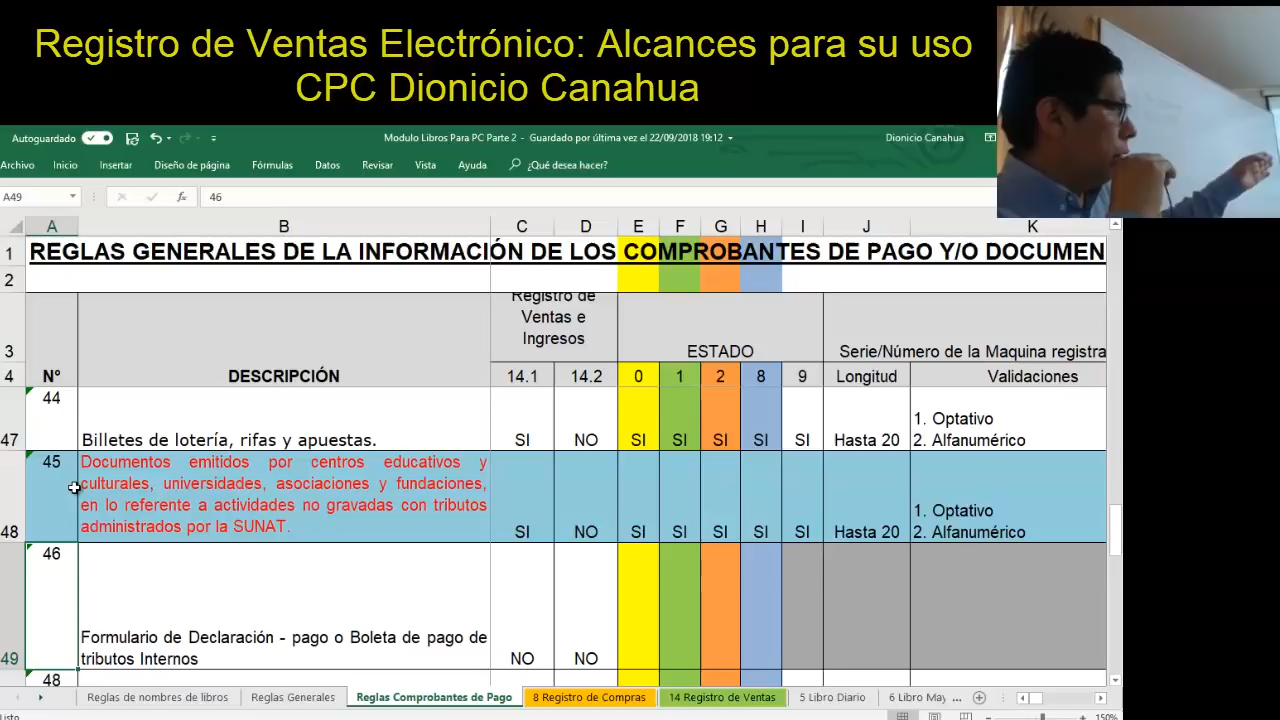 Registro de Ventas Electrónico: Alcances para su uso
CPC Dionicio Canahua
Autoguardado
Modulo Libros Para PC Parte 2 - Guardado por última vez el 22/09/2018 19:12
Dionicio Canahua
Archivo Inicio Insertar Diseño de página Fórmulas Datos Revisar Vista Ayuda ¿Qué desea hacer?
A49 fx 46
A B C D E F G H I J K
1 REGLAS GENERALES DE LA INFORMACIÓN DE LOS COMPROBANTES DE PAGO Y/O DOCUMEN
2
Registro de
Ventas e
Ingresos
3 ESTADO Serie/Número de la Maquina registra
4 Nº DESCRIPCIÓN 14.1 14.2 0 1 2 8 9 Longitud Validaciones
44
1. Optativo
47 Billetes de lotería, rifas y apuestas. SI NO SI SI SI SI SI Hasta 20 2. Alfanumérico
45 Documentos emitidos por centros educativos y
culturales, universidades, asociaciones y fundaciones,
en lo referente a actividades no gravadas con tributos
1. Optativo
48 administrados por la SUNAT. SI NO SI SI SI SI SI Hasta 20 2. Alfanumérico
46
Formulario de Declaración - pago o Boleta de pago de
49 tributos Internos NO NO
48
Reglas de nombres de libros Reglas Generales Reglas Comprobantes de Pago 8 Registro de Compras 14 Registro de Ventas 5 Libro Diario 6 Libro May ...
Listo 150%